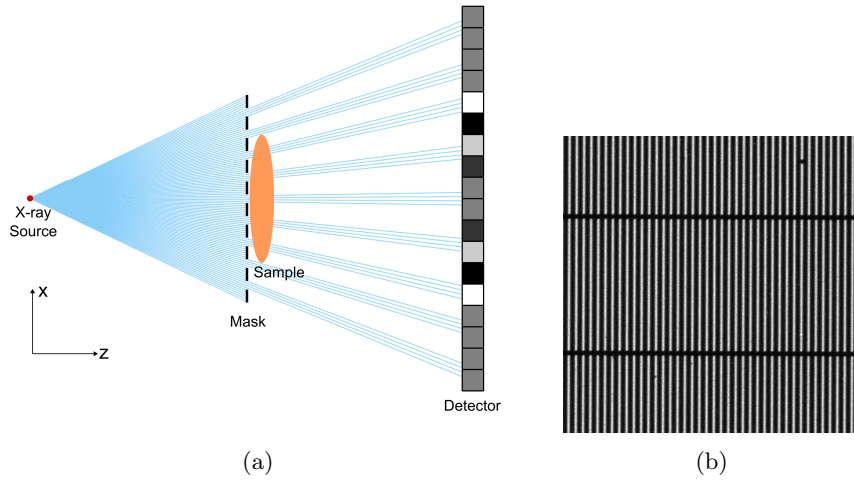 X-ray
Source
X
Z
Mask
Sample
Detector
(a)
(b)